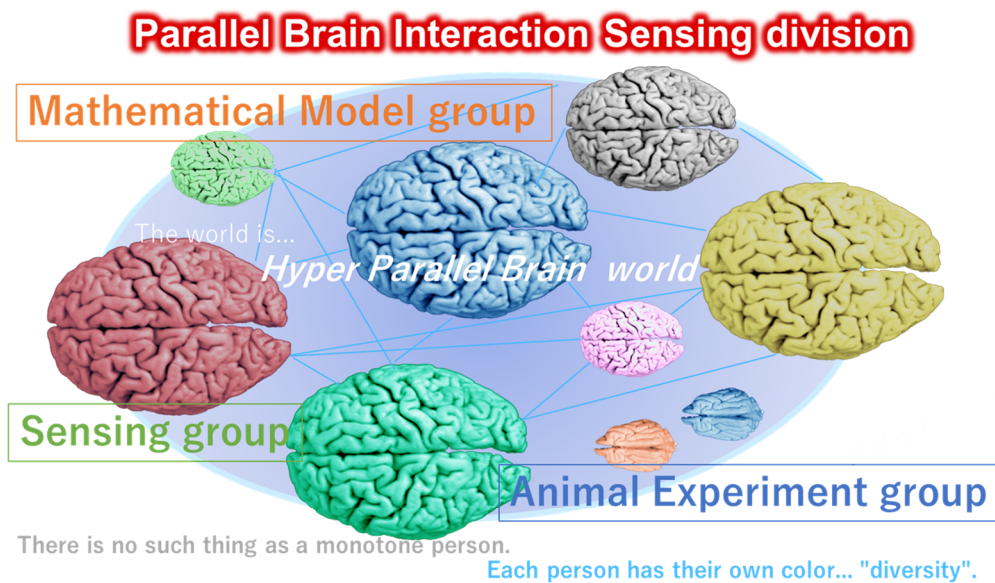 Parallel Brain Interaction Sensing division
Mathematical Model group
The world is...
Hyper Parallel Brain world
Sensing group
Animal Experiment group
There is no such thing as a monotone person.
Each person has their own color... "diversity".